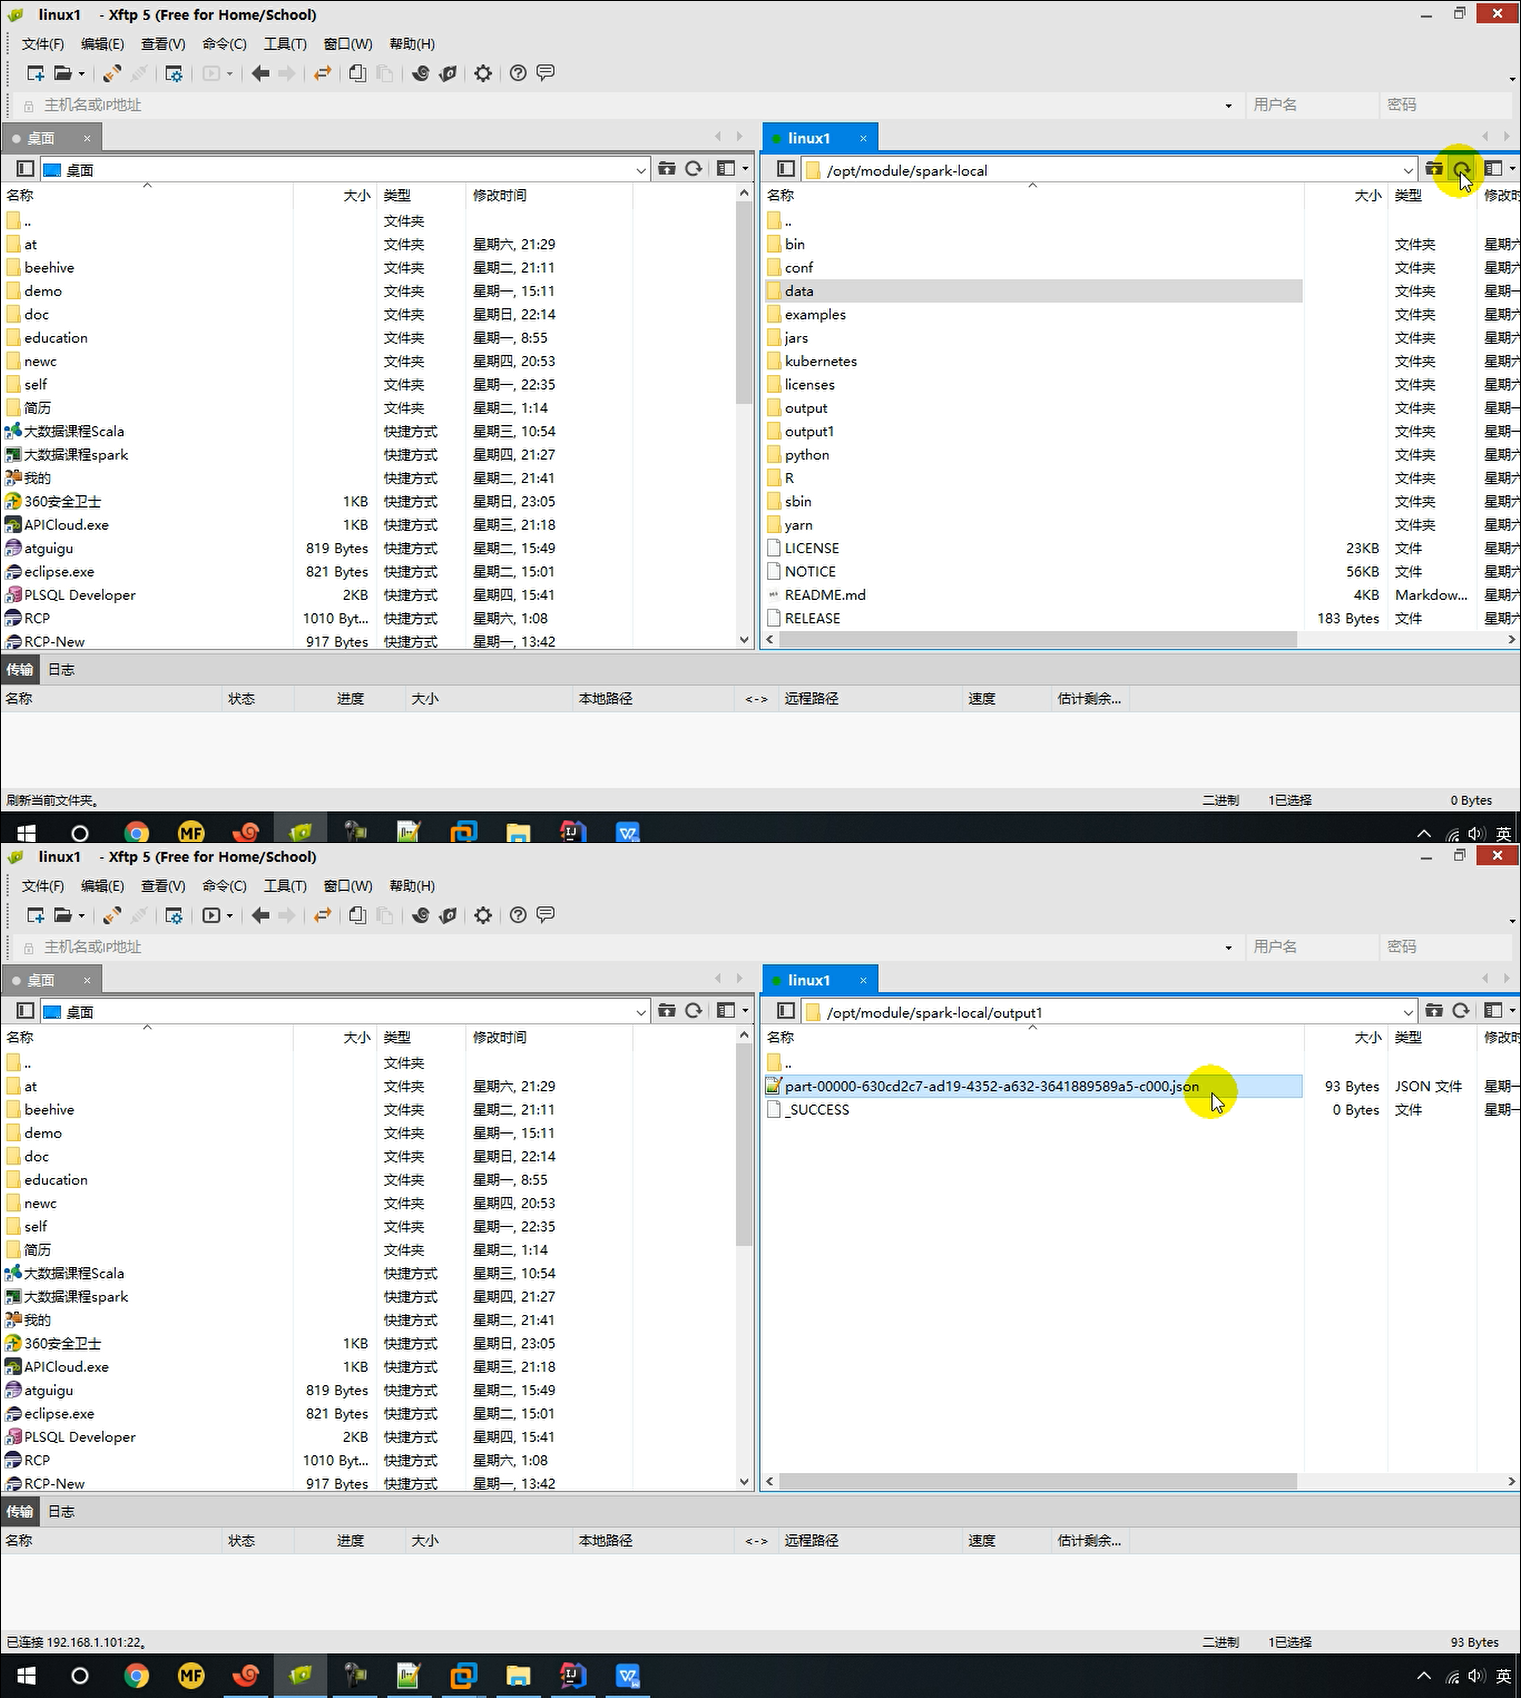 linux1 - Xftp 5 (Free for Home/School)
文件(F) 编辑(E) 查看(V) 命令(C) 工具(T) 窗口(W) 帮助(H)
主机名或IP地址 用户名 密码
桌面 × linux1 ×
桌面 /opt/module/spark-local
名称 大小 类型 修改时间 名称 大小 类型 修改时
.. 文件夹 ..
at 文件夹 星期六, 21:29 bin 文件夹 星期六
beehive 文件夹 星期二, 21:11 conf 文件夹 星期六
demo 文件夹 星期一, 15:11 data 文件夹 星期一
doc 文件夹 星期日, 22:14 examples 文件夹 星期六
education 文件夹 星期一, 8:55 jars 文件夹 星期六
newc 文件夹 星期四, 20:53 kubernetes 文件夹 星期六
self 文件夹 星期一, 22:35 licenses 文件夹 星期六
简历 文件夹 星期二, 1:14 output 文件夹 星期一
大数据课程Scala 快捷方式 星期三, 10:54 output1 文件夹 星期一
大数据课程spark 快捷方式 星期四, 21:27 python 文件夹 星期六
我的 快捷方式 星期二, 21:41 R 文件夹 星期六
360安全卫士 1KB 快捷方式 星期日, 23:05 sbin 文件夹 星期六
APICloud.exe 1KB 快捷方式 星期三, 21:18 yarn 文件夹 星期六
atguigu 819 Bytes 快捷方式 星期二, 15:49 LICENSE 23KB 文件 星期六
eclipse.exe 821 Bytes 快捷方式 星期二, 15:01 NOTICE 56KB 文件 星期六
PLSQL Developer 2KB 快捷方式 星期四, 15:41 README.md 4KB Markdow... 星期六
RCP 1010 Byt... 快捷方式 星期六, 1:08 RELEASE 183 Bytes 文件 星期六
RCP-New 917 Bytes 快捷方式 星期一, 13:42
传输 日志
名称 状态 进度 大小 本地路径 <-> 远程路径 速度 估计剩余...
刷新当前文件夹。 二进制 1已选择 0 Bytes
MF 英
linux1 - Xftp 5 (Free for Home/School)
文件(F) 编辑(E) 查看(V) 命令(C) 工具(T) 窗口(W) 帮助(H)
主机名或IP地址 用户名 密码
桌面 × linux1 ×
桌面 /opt/module/spark-local/output1
名称 大小 类型 修改时间 名称 大小 类型 修改时
.. 文件夹 ..
at 文件夹 星期六, 21:29 part-00000-630cd2c7-ad19-4352-a632-3641889589a5-c000.json 93 Bytes JSON 文件 星期一
beehive 文件夹 星期二, 21:11 _SUCCESS 0 Bytes 文件 星期一
demo 文件夹 星期一, 15:11
doc 文件夹 星期日, 22:14
education 文件夹 星期一, 8:55
newc 文件夹 星期四, 20:53
self 文件夹 星期一, 22:35
简历 文件夹 星期二, 1:14
大数据课程Scala 快捷方式 星期三, 10:54
大数据课程spark 快捷方式 星期四, 21:27
我的 快捷方式 星期二, 21:41
360安全卫士 1KB 快捷方式 星期日, 23:05
APICloud.exe 1KB 快捷方式 星期三, 21:18
atguigu 819 Bytes 快捷方式 星期二, 15:49
eclipse.exe 821 Bytes 快捷方式 星期二, 15:01
PLSQL Developer 2KB 快捷方式 星期四, 15:41
RCP 1010 Byt... 快捷方式 星期六, 1:08
RCP-New 917 Bytes 快捷方式 星期一, 13:42
传输 日志
名称 状态 进度 大小 本地路径 <-> 远程路径 速度 估计剩余...
已连接 192.168.1.101:22。 二进制 1已选择 93 Bytes
MF 英